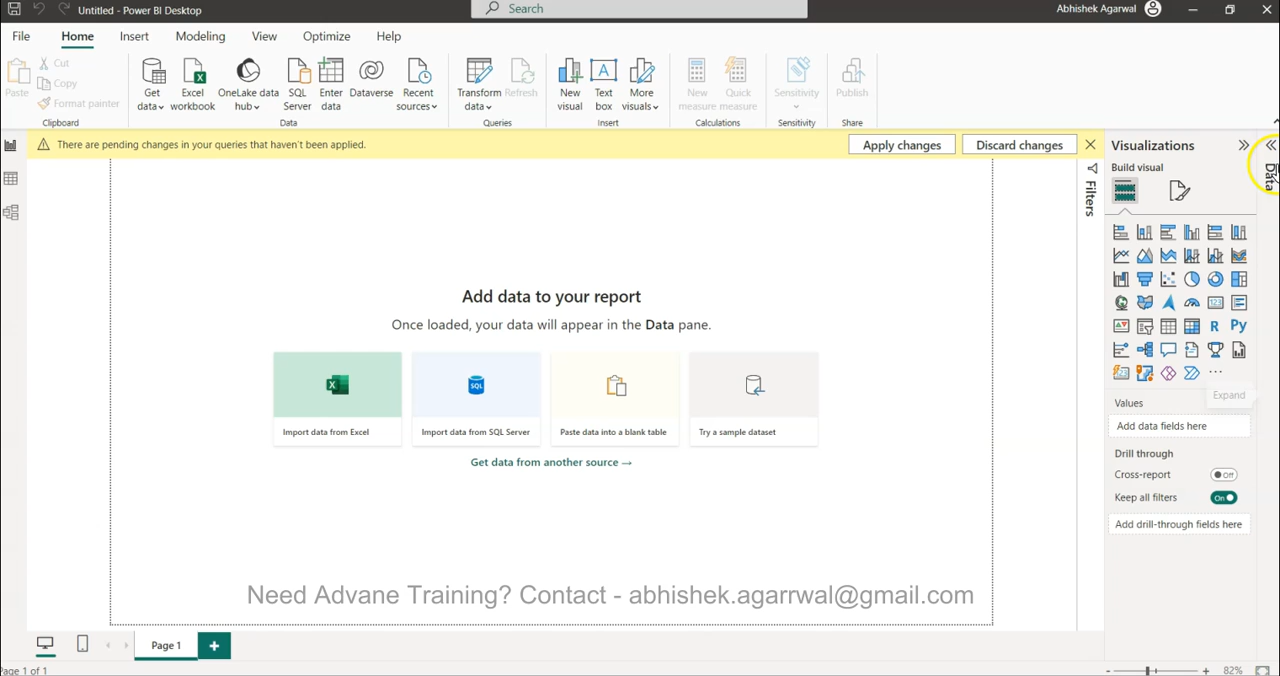 Untitled - Power BI Desktop
Search
Abhishek Agarwal
File Home Insert Modeling View Optimize Help
Paste
Cut
Copy
Format painter
Clipboard
Get data
Excel workbook
OneLake data hub
SQL Server
Enter data
Dataverse
Recent sources
Data
Transform data
Refresh
Queries
New visual
Text box
More visuals
Insert
New measure
Quick measure
Calculations
Sensitivity
Sensitivity
Publish
Share
There are pending changes in your queries that haven't been applied.
Apply changes
Discard changes
Filters
Visualizations
Build visual
Data
R
Py
123
Expand
Values
Add data fields here
Drill through
Cross-report
Off
Keep all filters
On
Add drill-through fields here
Add data to your report
Once loaded, your data will appear in the Data pane.
X
SQL
Import data from Excel
Import data from SQL Server
Paste data into a blank table
Try a sample dataset
Get data from another source →
Need Advane Training? Contact - abhishek.agarrwal@gmail.com
Page 1
Page 1 of 1
82%